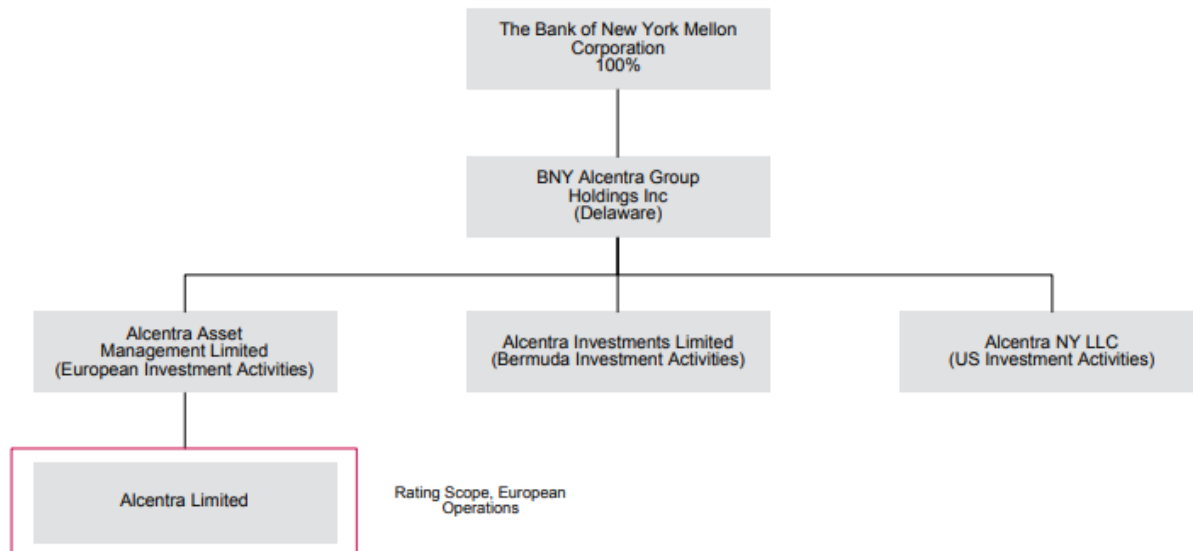 The Bank of New York Mellon
Corporation
100%
BNY Alcentra Group
Holdings Inc
(Delaware)
Alcentra Asset
Management Limited
(European Investment Activities)
Alcentra Investments Limited
(Bermuda Investment Activities)
Alcentra NY LLC
(US Investment Activities)
Alcentra Limited
Rating Scope, European
Operations